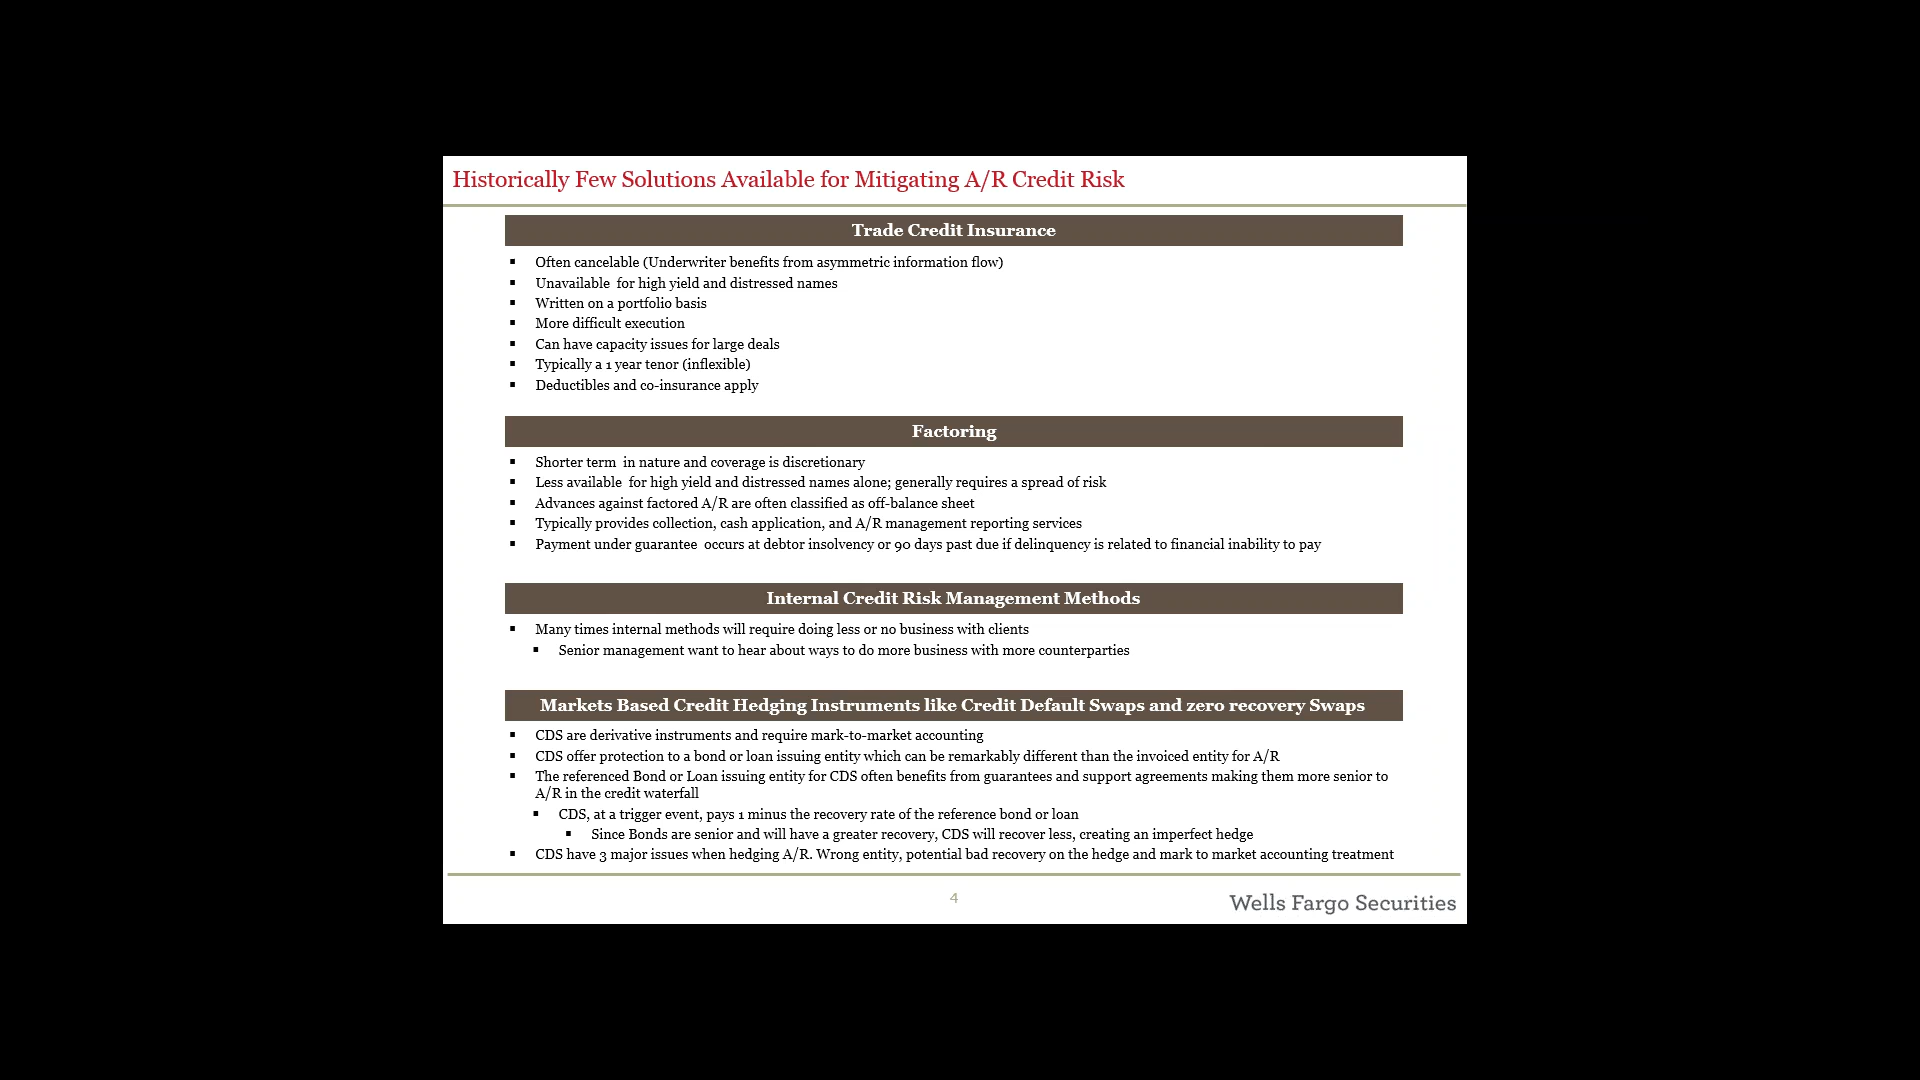 Historically Few Solutions Available for Mitigating A/R Credit Risk
Trade Credit Insurance
▪ Often cancelable (Underwriter benefits from asymmetric information flow)
▪ Unavailable for high yield and distressed names
▪ Written on a portfolio basis
▪ More difficult execution
▪ Can have capacity issues for large deals
▪ Typically a 1 year tenor (inflexible)
▪ Deductibles and co-insurance apply
Factoring
▪ Shorter term in nature and coverage is discretionary
▪ Less available for high yield and distressed names alone; generally requires a spread of risk
▪ Advances against factored A/R are often classified as off-balance sheet
▪ Typically provides collection, cash application, and A/R management reporting services
▪ Payment under guarantee occurs at debtor insolvency or 90 days past due if delinquency is related to financial inability to pay
Internal Credit Risk Management Methods
▪ Many times internal methods will require doing less or no business with clients
▪ Senior management want to hear about ways to do more business with more counterparties
Markets Based Credit Hedging Instruments like Credit Default Swaps and zero recovery Swaps
▪ CDS are derivative instruments and require mark-to-market accounting
▪ CDS offer protection to a bond or loan issuing entity which can be remarkably different than the invoiced entity for A/R
▪ The referenced Bond or Loan issuing entity for CDS often benefits from guarantees and support agreements making them more senior to
A/R in the credit waterfall
▪ CDS, at a trigger event, pays 1 minus the recovery rate of the reference bond or loan
▪ Since Bonds are senior and will have a greater recovery, CDS will recover less, creating an imperfect hedge
▪ CDS have 3 major issues when hedging A/R. Wrong entity, potential bad recovery on the hedge and mark to market accounting treatment
4
Wells Fargo Securities